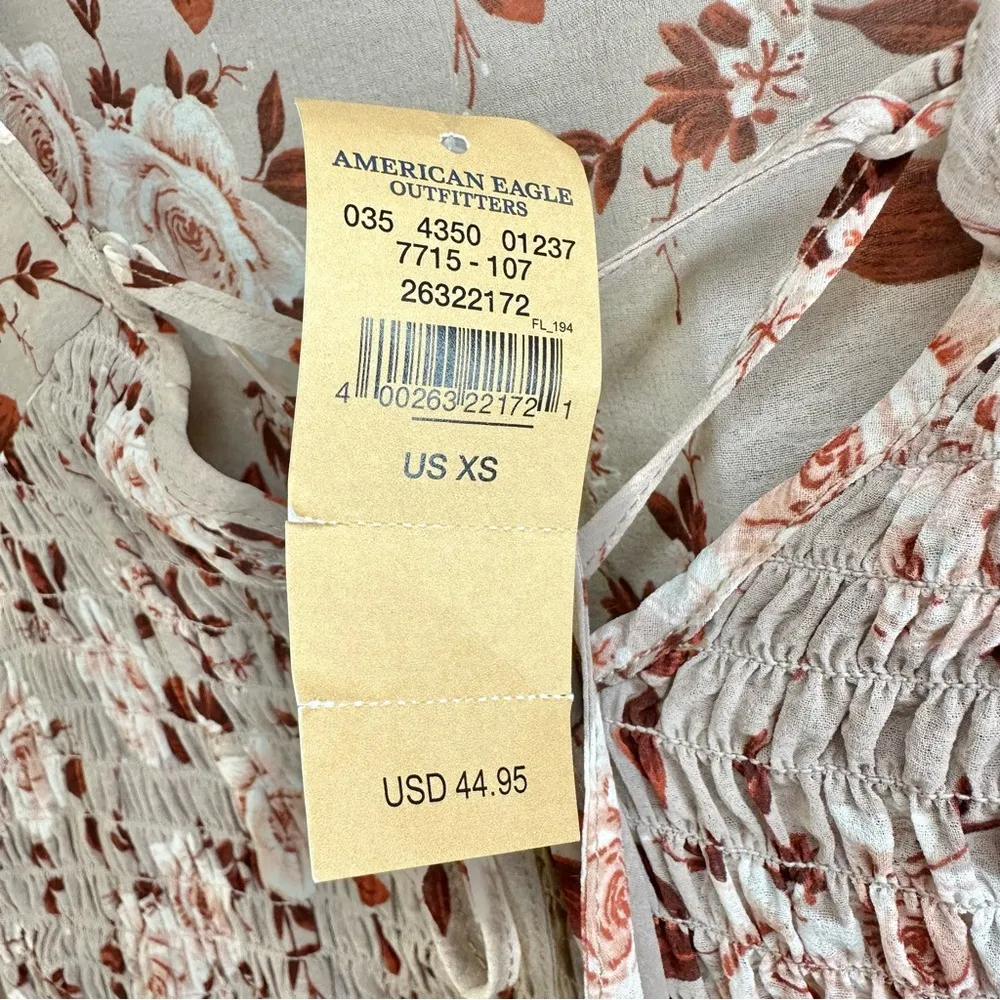 AMERICAN EAGLE
OUTFITTERS
035 4350 01237
7715 - 107
26322172
FL_194
4 00263 22172 1
US XS
USD 44.95